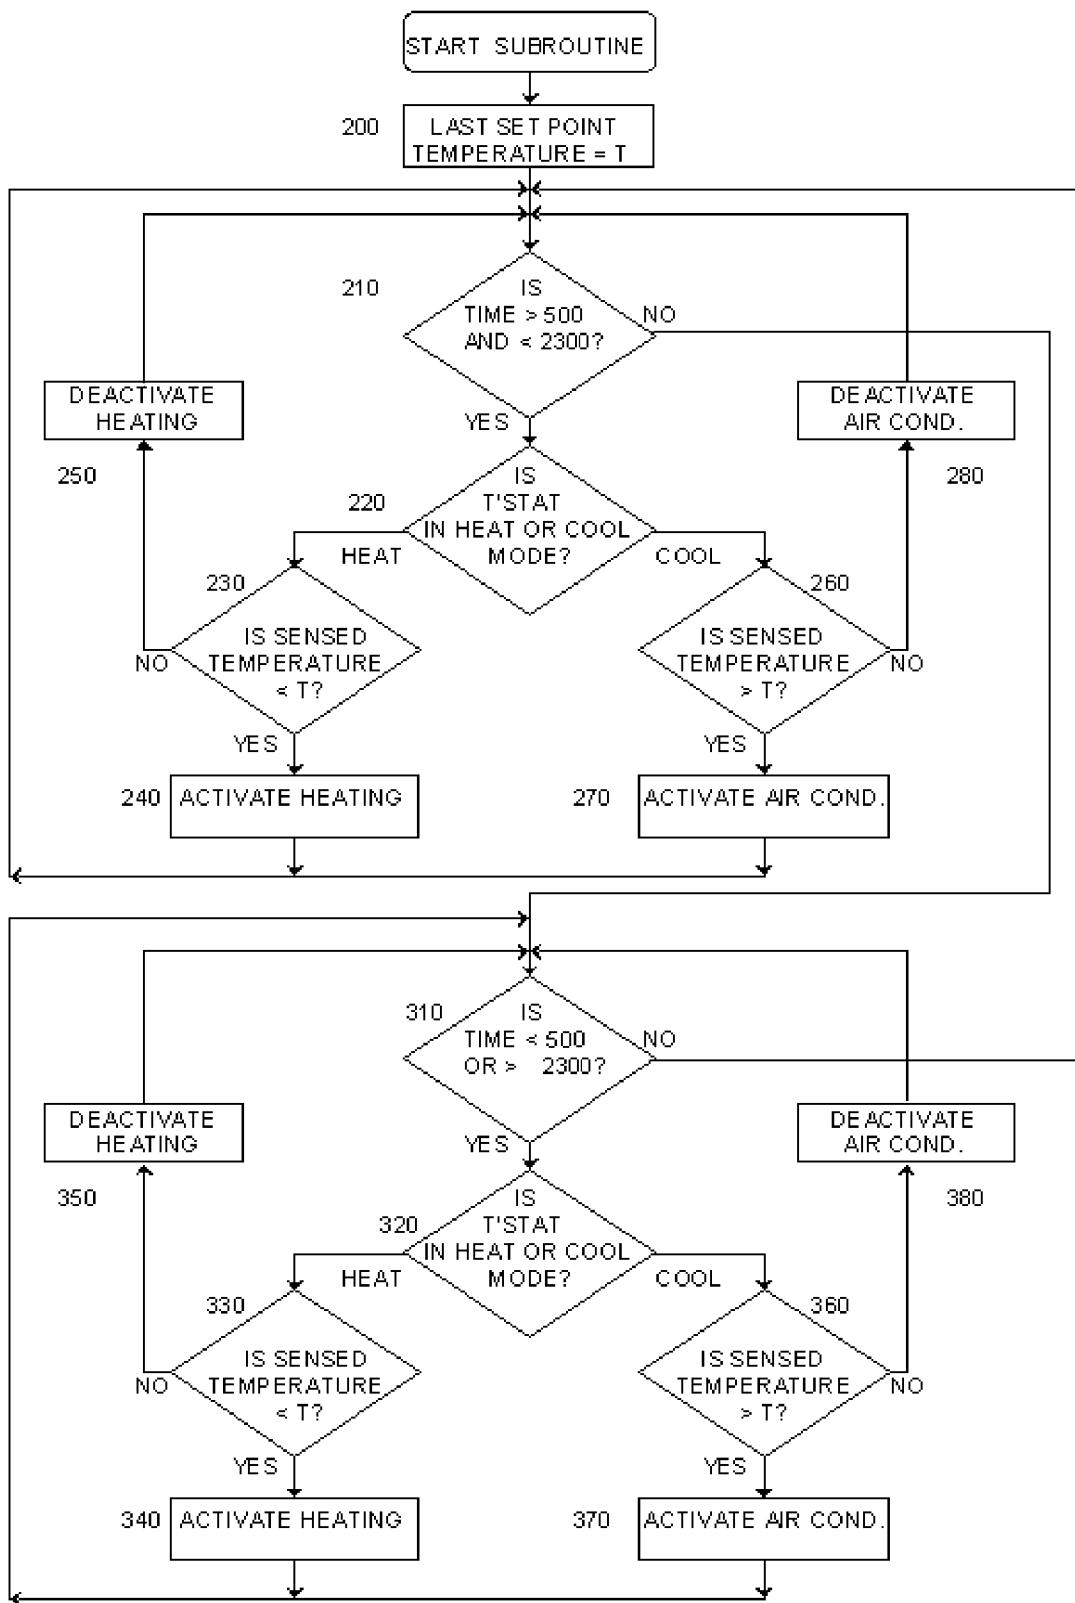 START SUBROUTINE
200
LAST SET POINT
TEMPERATURE = T
210
IS
TIME > 500
AND < 2300?
NO
DEACTIVATE
HEATING
DEACTIVATE
AIR COND.
YES
250
280
220
IS
T'STAT
IN HEAT OR COOL
MODE?
HEAT
COOL
230
260
IS SENSED
TEMPERATURE
< T?
NO
IS SENSED
TEMPERATURE
> T?
NO
YES
YES
240
ACTIVATE HEATING
270
ACTIVATE AIR COND.
310
IS
TIME < 500
OR > 2300?
NO
DEACTIVATE
HEATING
DEACTIVATE
AIR COND.
YES
350
380
320
IS
T'STAT
IN HEAT OR COOL
MODE?
HEAT
COOL
330
360
IS SENSED
TEMPERATURE
< T?
NO
IS SENSED
TEMPERATURE
> T?
NO
YES
YES
340
ACTIVATE HEATING
370
ACTIVATE AIR COND.